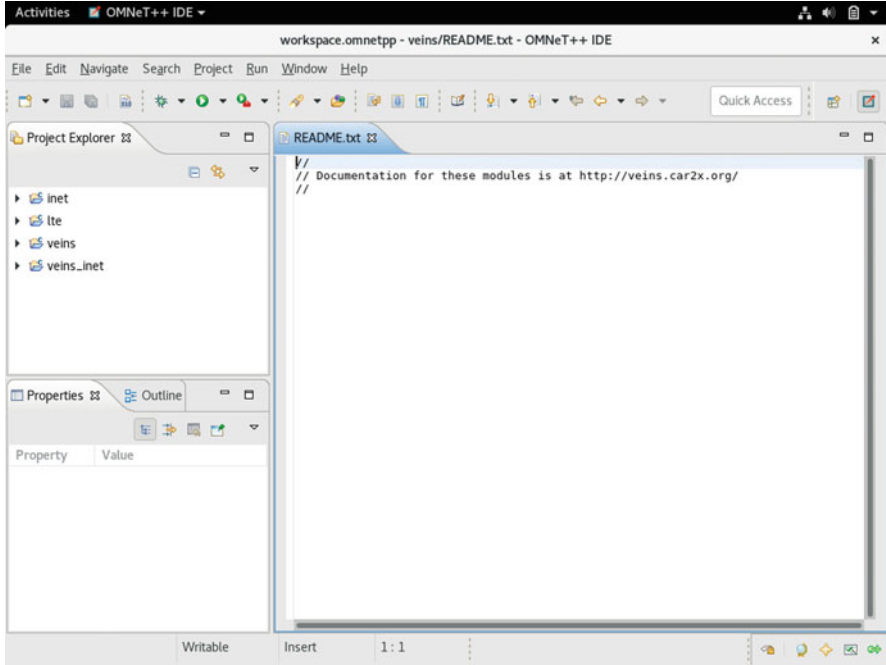 Activities OMNeT++ IDE
workspace.omnetpp - veins/README.txt - OMNeT++ IDE
File Edit Navigate Search Project Run Window Help
Quick Access
Project Explorer
README.txt
//
// Documentation for these modules is at http://veins.car2x.org/
//
inet
lte
veins
veins_inet
Properties Outline
Property Value
Writable Insert 1:1